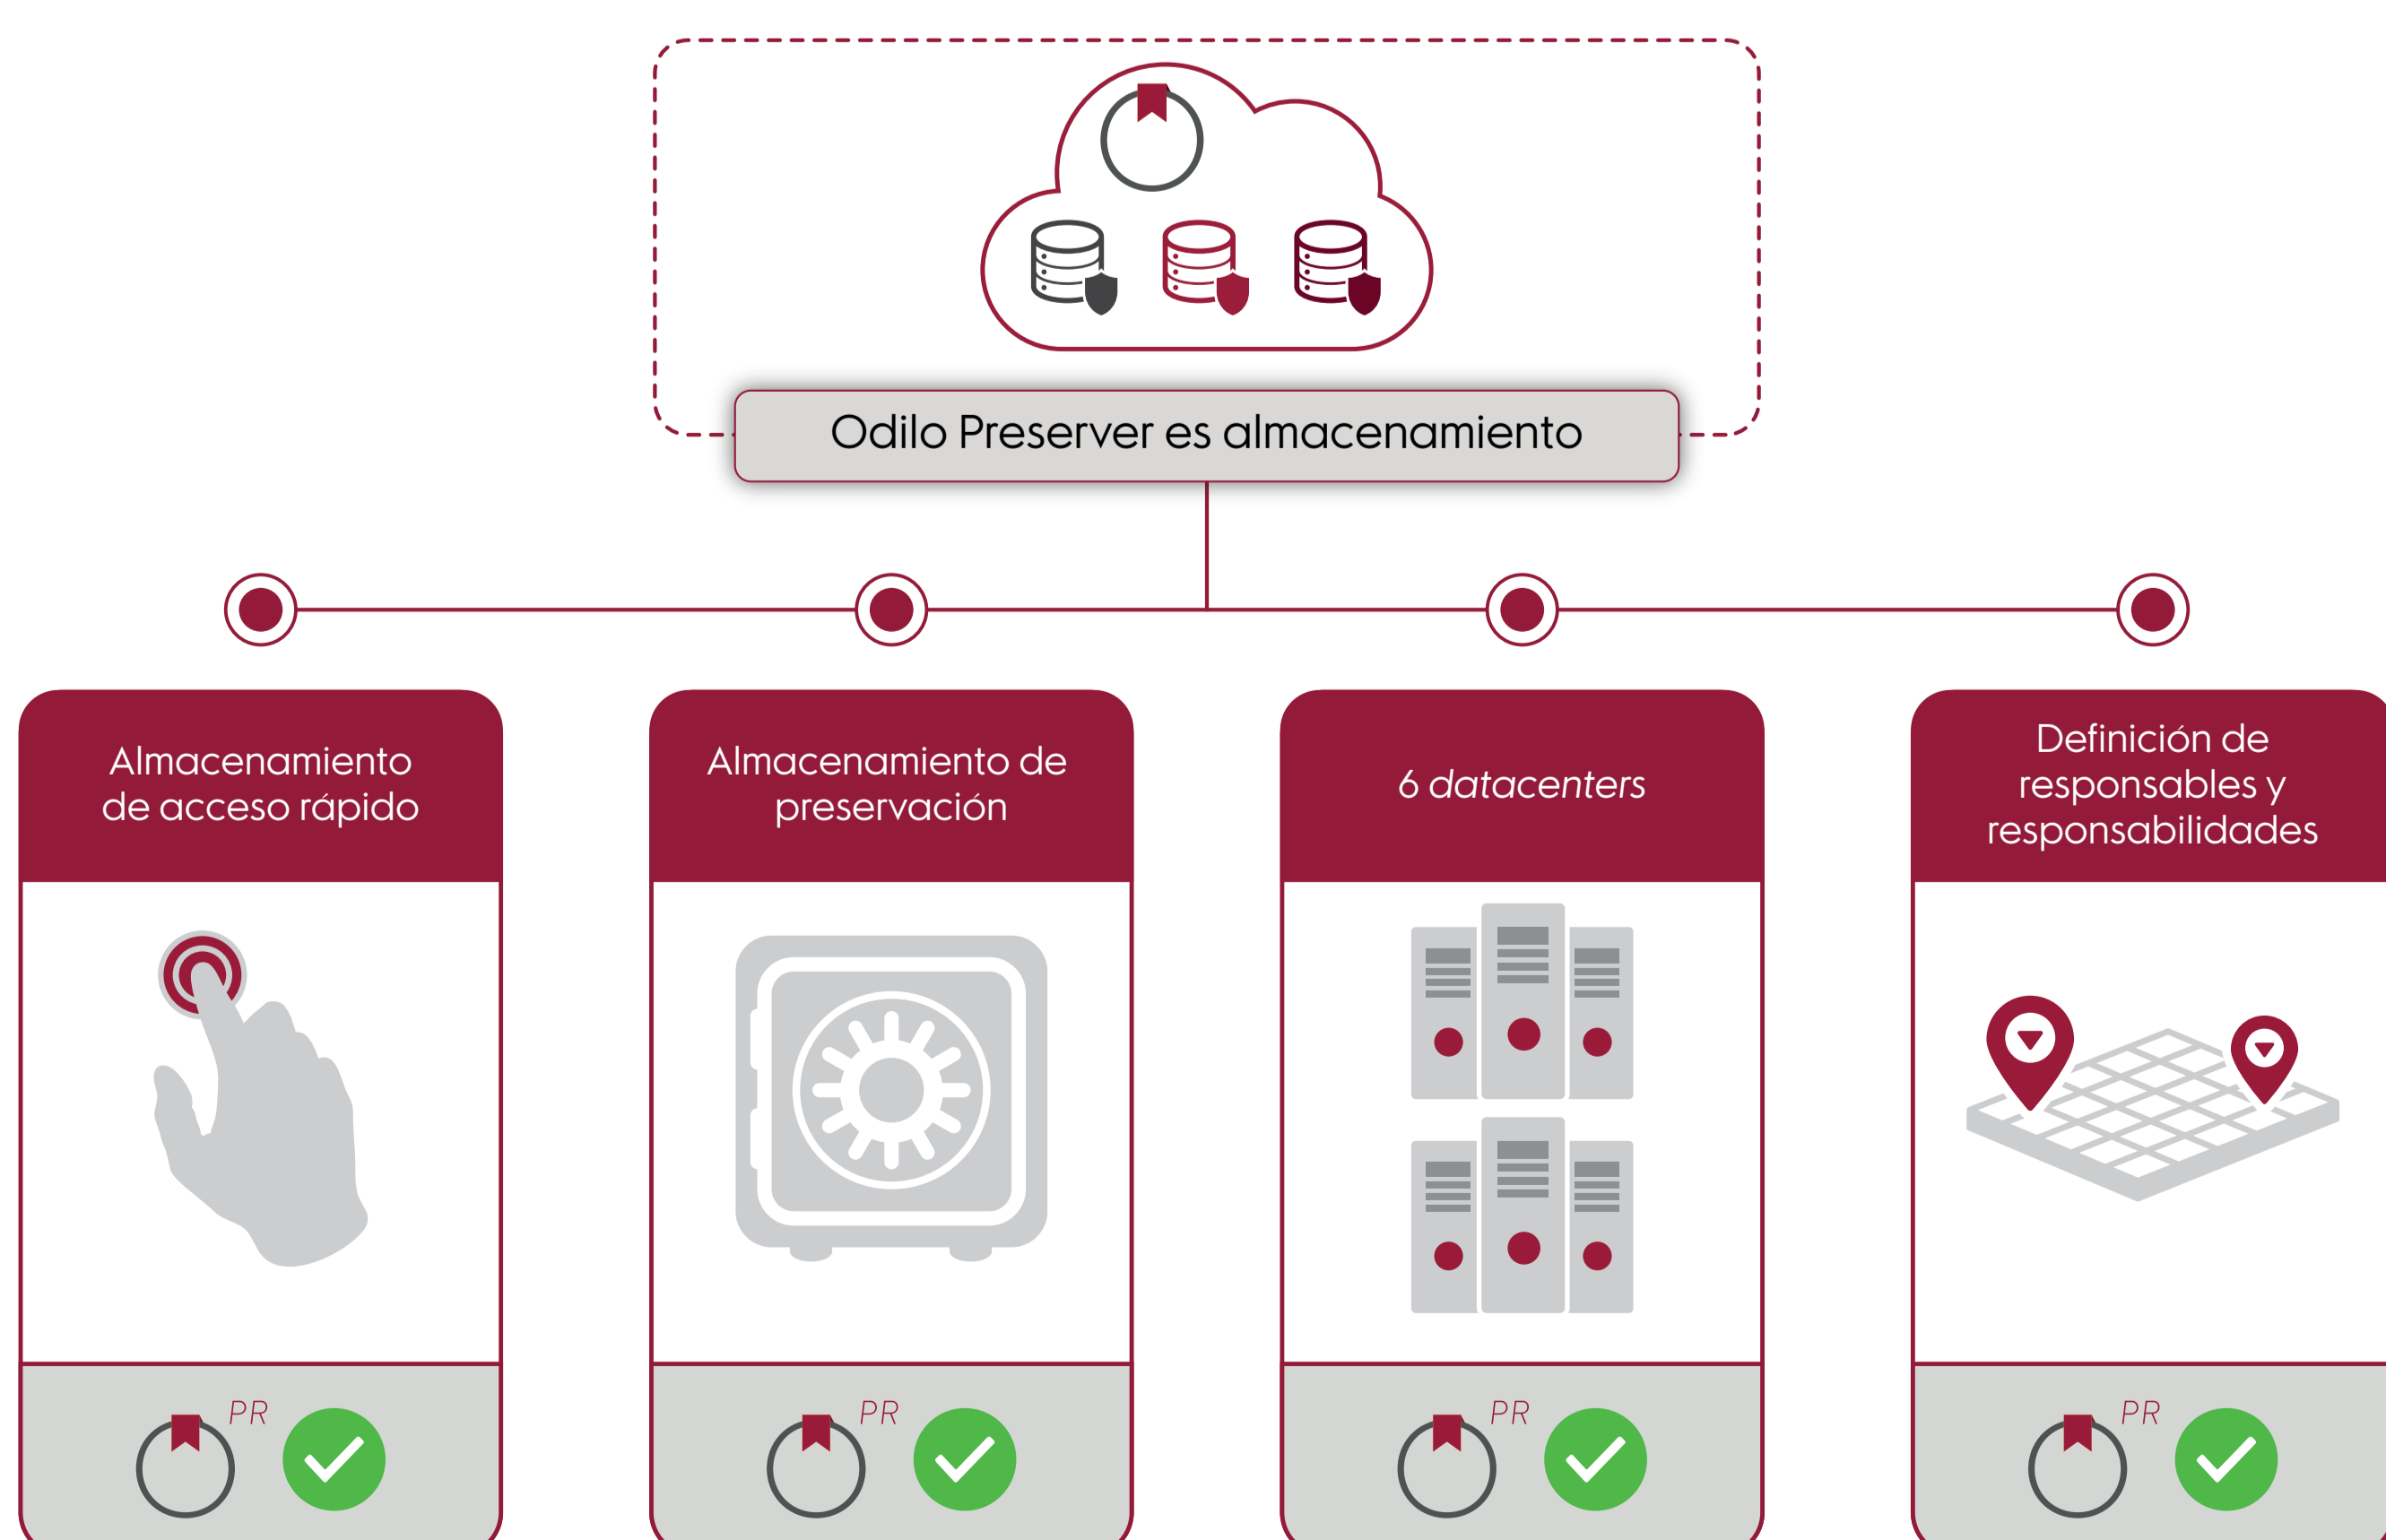 Odilo Preserver es almacenamiento
Almacenamiento
de acceso rápido
Almacenamiento de
preservación
6 datacenters
Definición de
responsables y
responsabilidades
PR
PR
PR
PR